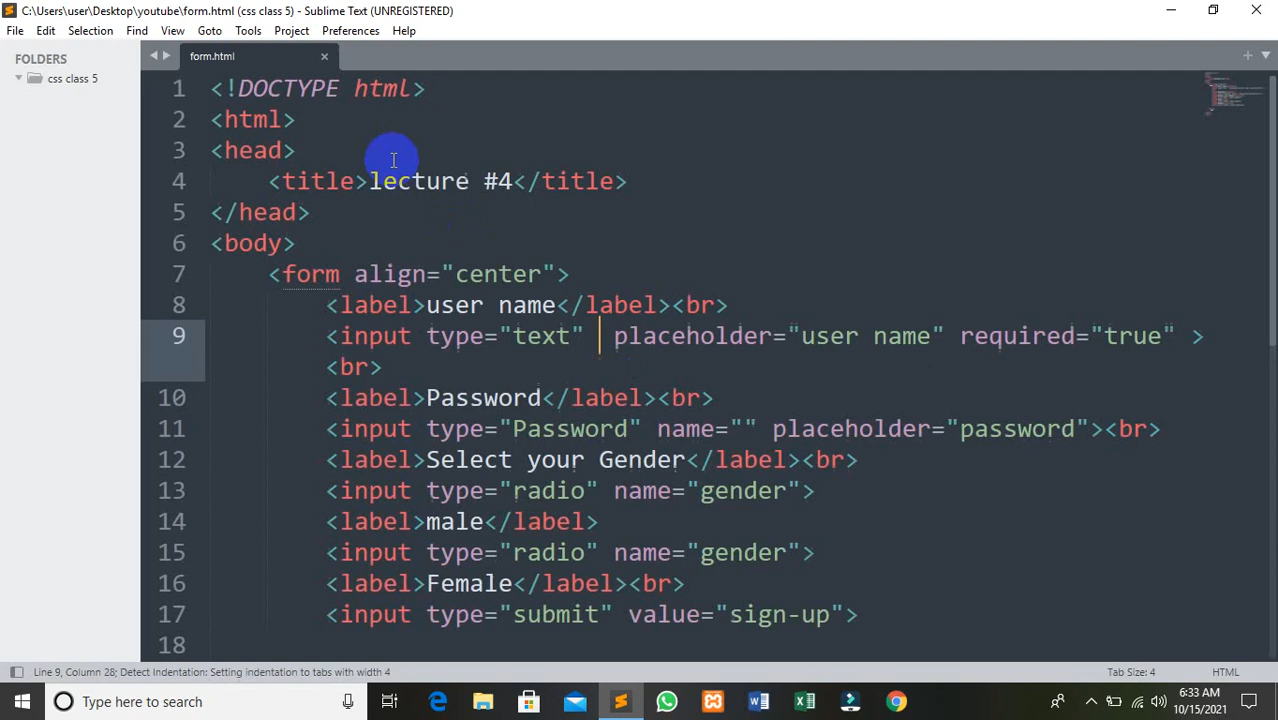 C:\Users\user\Desktop\youtube\form.html (css class 5) - Sublime Text (UNREGISTERED)
File Edit Selection Find View Goto Tools Project Preferences Help
FOLDERS
css class 5
form.html
1 <!DOCTYPE html>
2 <html>
3 <head>
4 <title>lecture #4</title>
5 </head>
6 <body>
7 <form align="center">
8 <label>user name</label><br>
9 <input type="text" placeholder="user name" required="true" >
<br>
10 <label>Password</label><br>
11 <input type="Password" name="" placeholder="password"><br>
12 <label>Select your Gender</label><br>
13 <input type="radio" name="gender">
14 <label>male</label>
15 <input type="radio" name="gender">
16 <label>Female</label><br>
17 <input type="submit" value="sign-up">
18
Line 9, Column 28; Detect Indentation: Setting indentation to tabs with width 4
Tab Size: 4
HTML
Type here to search
6:33 AM
10/15/2021